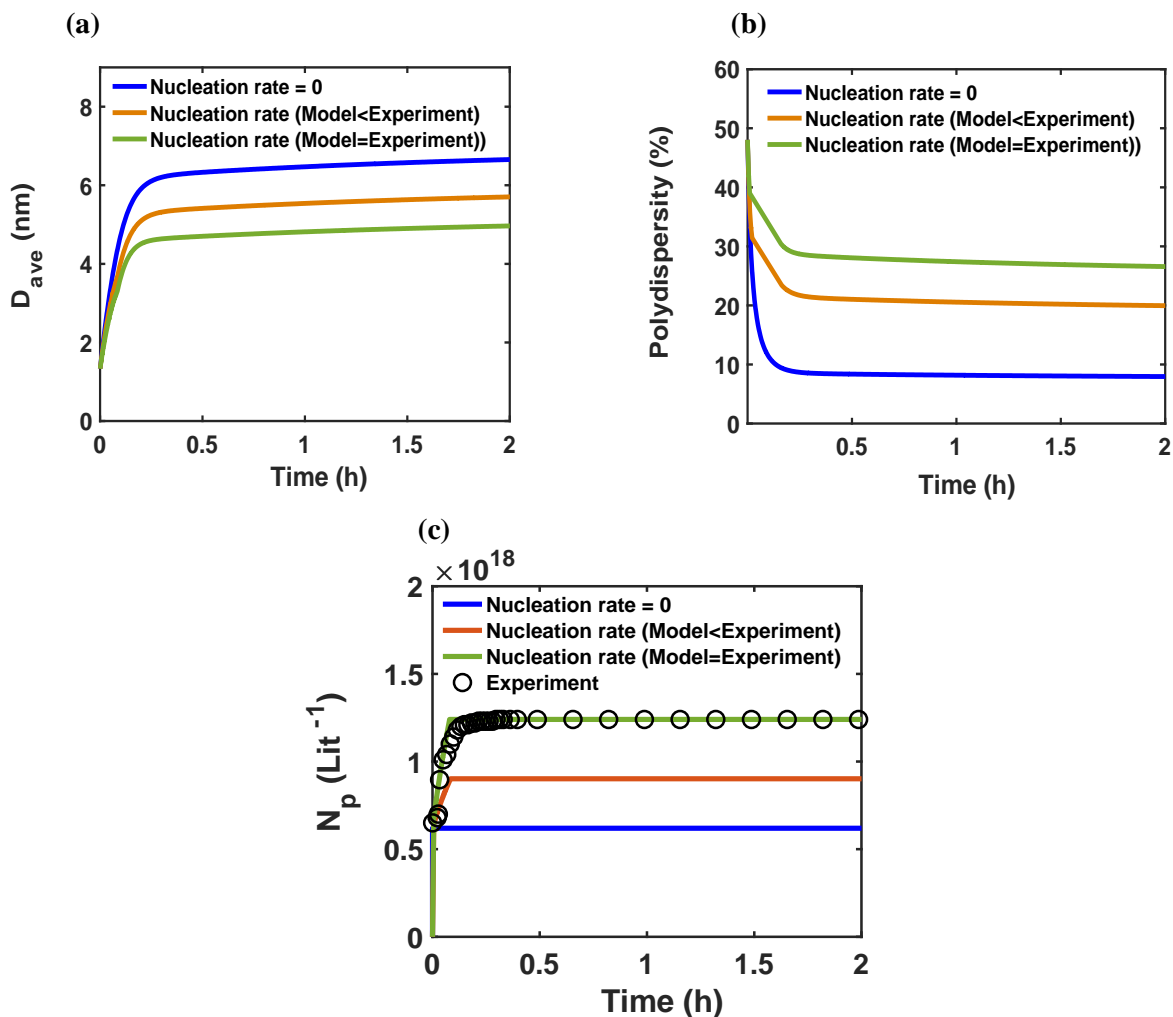 (a)
D_ave (nm)
8
6
4
2
0
Nucleation rate = 0
Nucleation rate (Model<Experiment)
Nucleation rate (Model=Experiment))
0 0.5 1 1.5 2
Time (h)
(b)
Polydispersity (%)
60
50
40
30
20
10
0
Nucleation rate = 0
Nucleation rate (Model<Experiment)
Nucleation rate (Model=Experiment))
0.5 1 1.5 2
Time (h)
(c)
× 10^18
N_p (Lit^-1)
2
1.5
1
0.5
0
Nucleation rate = 0
Nucleation rate (Model<Experiment)
Nucleation rate (Model=Experiment)
Experiment
0 0.5 1 1.5 2
Time (h)